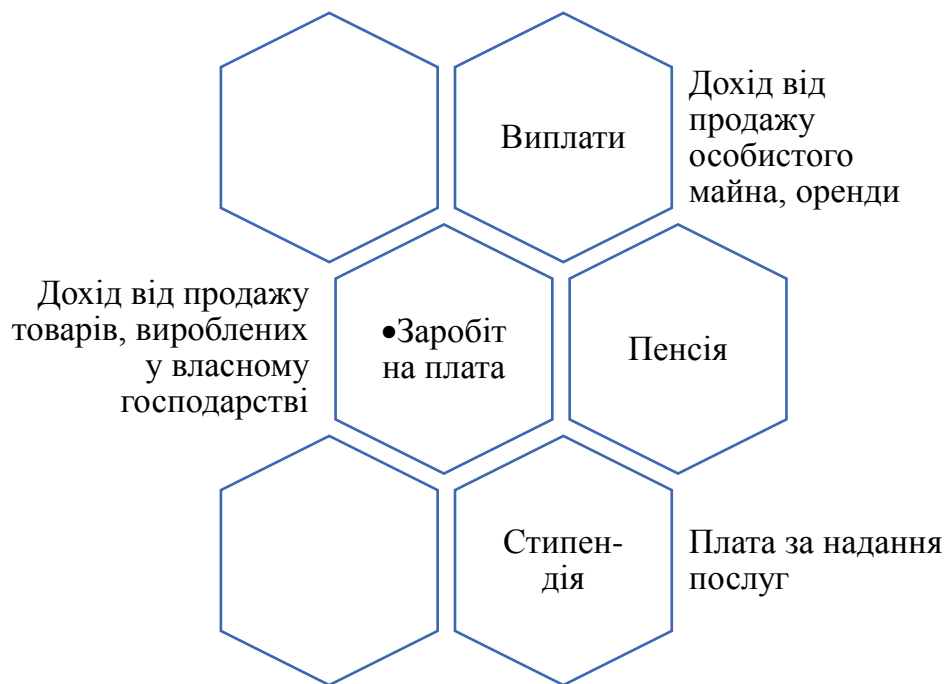 Виплати
Дохід від
продажу
особистого
майна, оренди
Дохід від продажу
товарів, вироблених
у власному
господарстві
•Заробіт
на плата
Пенсія
Стипен-
дія
Плата за надання
послуг